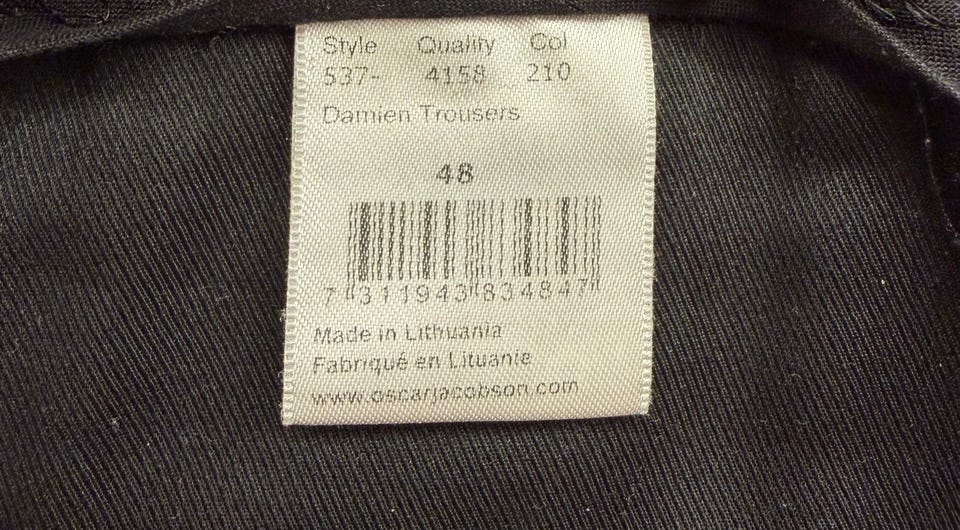 Style Quality Col
537- 4158 210
Damien Trousers
48
7 311943 834847
Made in Lithuania
Fabriqué en Lituanie
www.oscarjacobson.com